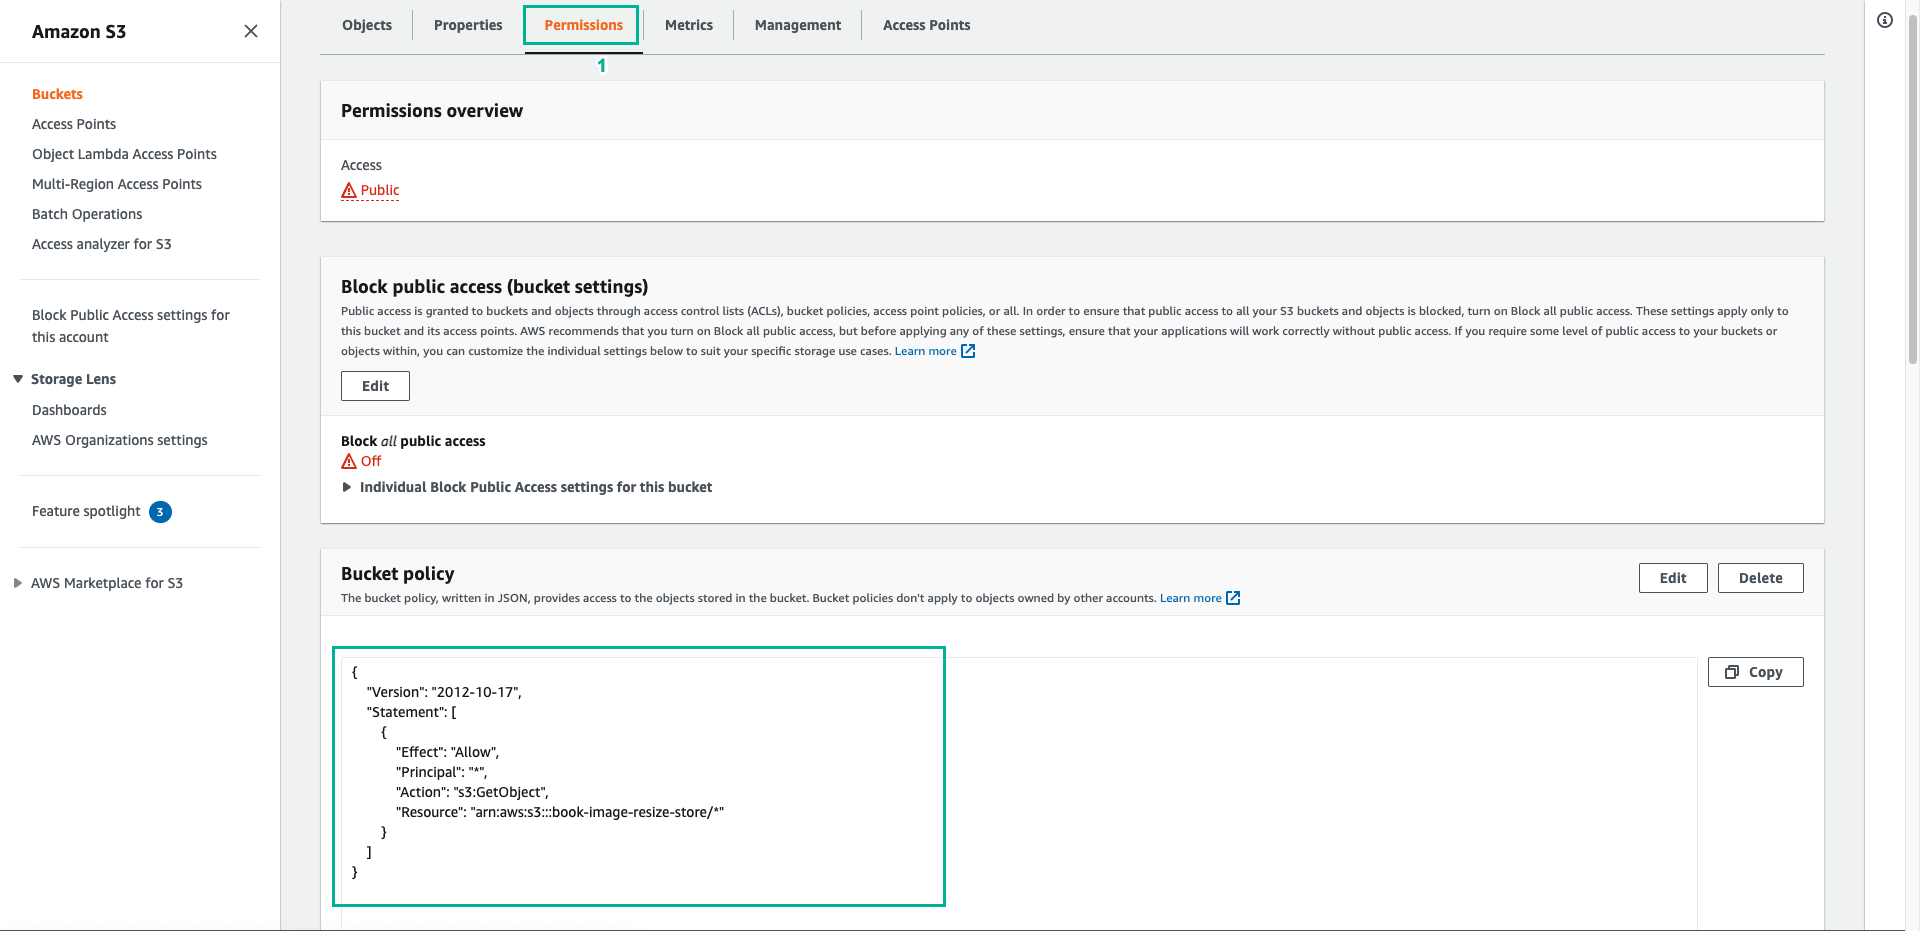 Amazon S3
Buckets
Access Points
Object Lambda Access Points
Multi-Region Access Points
Batch Operations
Access analyzer for S3
Block Public Access settings for
this account
Storage Lens
Dashboards
AWS Organizations settings
Feature spotlight 3
AWS Marketplace for S3
Objects Properties Permissions Metrics Management Access Points
1
Permissions overview
Access
Public
Block public access (bucket settings)
Public access is granted to buckets and objects through access control lists (ACLs), bucket policies, access point policies, or all. In order to ensure that public access to all your S3 buckets and objects is blocked, turn on Block all public access. These settings apply only to
this bucket and its access points. AWS recommends that you turn on Block all public access, but before applying any of these settings, ensure that your applications will work correctly without public access. If you require some level of public access to your buckets or
objects within, you can customize the individual settings below to suit your specific storage use cases. Learn more
Edit
Block all public access
Off
Individual Block Public Access settings for this bucket
Bucket policy
Edit Delete
The bucket policy, written in JSON, provides access to the objects stored in the bucket. Bucket policies don't apply to objects owned by other accounts. Learn more
Copy
{
"Version": "2012-10-17",
"Statement": [
{
"Effect": "Allow",
"Principal": "*",
"Action": "s3:GetObject",
"Resource": "arn:aws:s3:::book-image-resize-store/*"
}
]
}